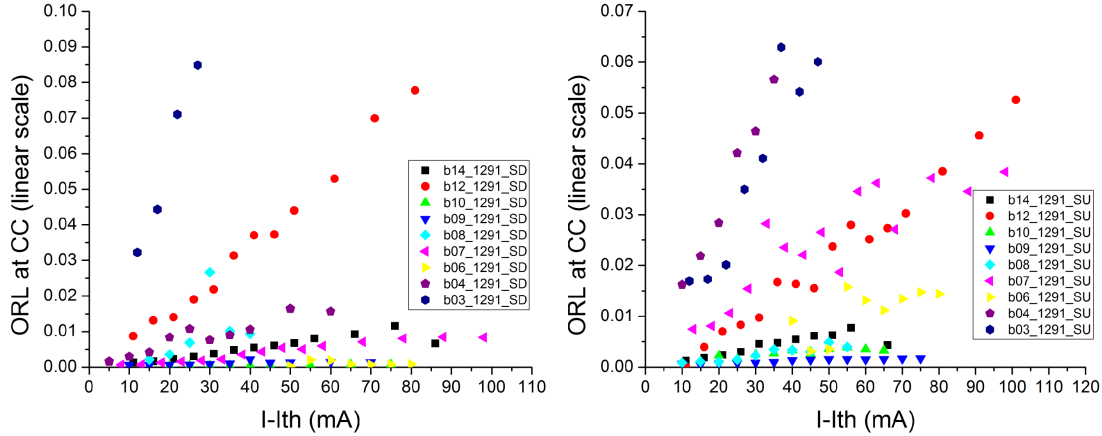 ORL at CC (linear scale)
0.10
0.09
0.08
0.07
0.06
0.05
0.04
0.03
0.02
0.01
0.00
0 10 20 30 40 50 60 70 80 90 100 110
I-Ith (mA)
b14_1291_SD
b12_1291_SD
b10_1291_SD
b09_1291_SD
b08_1291_SD
b07_1291_SD
b06_1291_SD
b04_1291_SD
b03_1291_SD
ORL at CC (linear scale)
0.07
0.06
0.05
0.04
0.03
0.02
0.01
0.00
0 10 20 30 40 50 60 70 80 90 100 110 120
I-Ith (mA)
b14_1291_SU
b12_1291_SU
b10_1291_SU
b09_1291_SU
b08_1291_SU
b07_1291_SU
b06_1291_SU
b04_1291_SU
b03_1291_SU